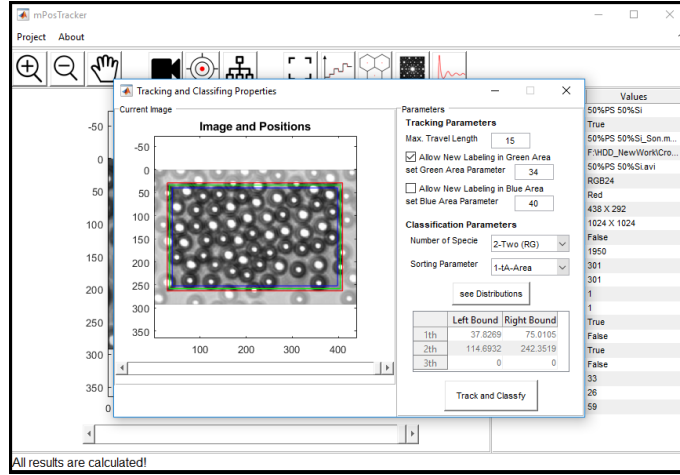 mPosTracker
Project About
Tracking and Classifing Properties
Current Image
Image and Positions
-50
0
50
100
150
200
250
300
350
100 200 300 400
Parameters
Tracking Parameters
Max. Travel Length 15
Allow New Labeling in Green Area
set Green Area Parameter 34
Allow New Labeling in Blue Area
set Blue Area Parameter 40
Classification Parameters
Number of Specie 2-Two (RG)
Sorting Parameter 1-tA-Area
see Distributions
Left Bound Right Bound
1th 37.8269 75.0105
2th 114.6932 242.3519
3th 0 0
Track and Classfy
-50
0
50
100
150
200
250
300
350
0
Values
50%PS 50%Si
True
50%PS 50%Si_Son.m...
F:\HDD_NewWork\Cro...
50%PS 50%Si.avi
RGB24
Red
438 X 292
1024 X 1024
False
1950
301
301
1
1
True
False
True
False
33
26
59
All results are calculated!